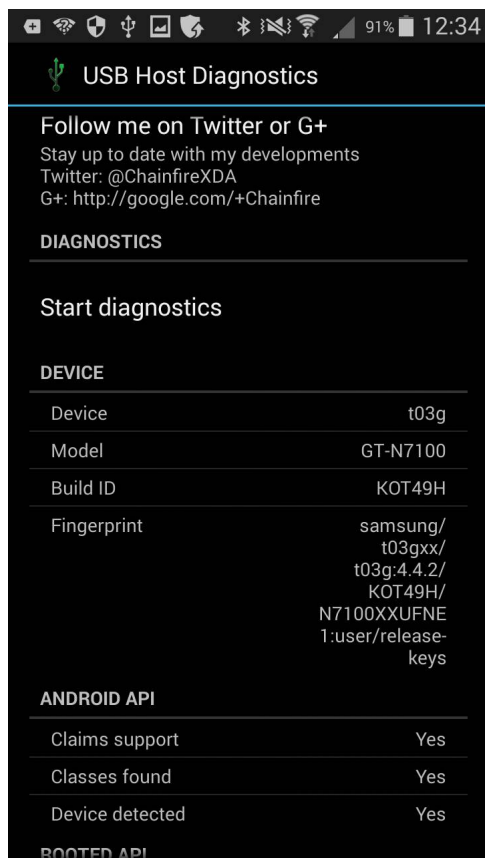 91% 12:34
USB Host Diagnostics
Follow me on Twitter or G+
Stay up to date with my developments
Twitter: @ChainfireXDA
G+: http://google.com/+Chainfire
DIAGNOSTICS
Start diagnostics
DEVICE
Device t03g
Model GT-N7100
Build ID KOT49H
Fingerprint samsung/
t03gxx/
t03g:4.4.2/
KOT49H/
N7100XXUFNE
1:user/release-
keys
ANDROID API
Claims support Yes
Classes found Yes
Device detected Yes
ROOTED API